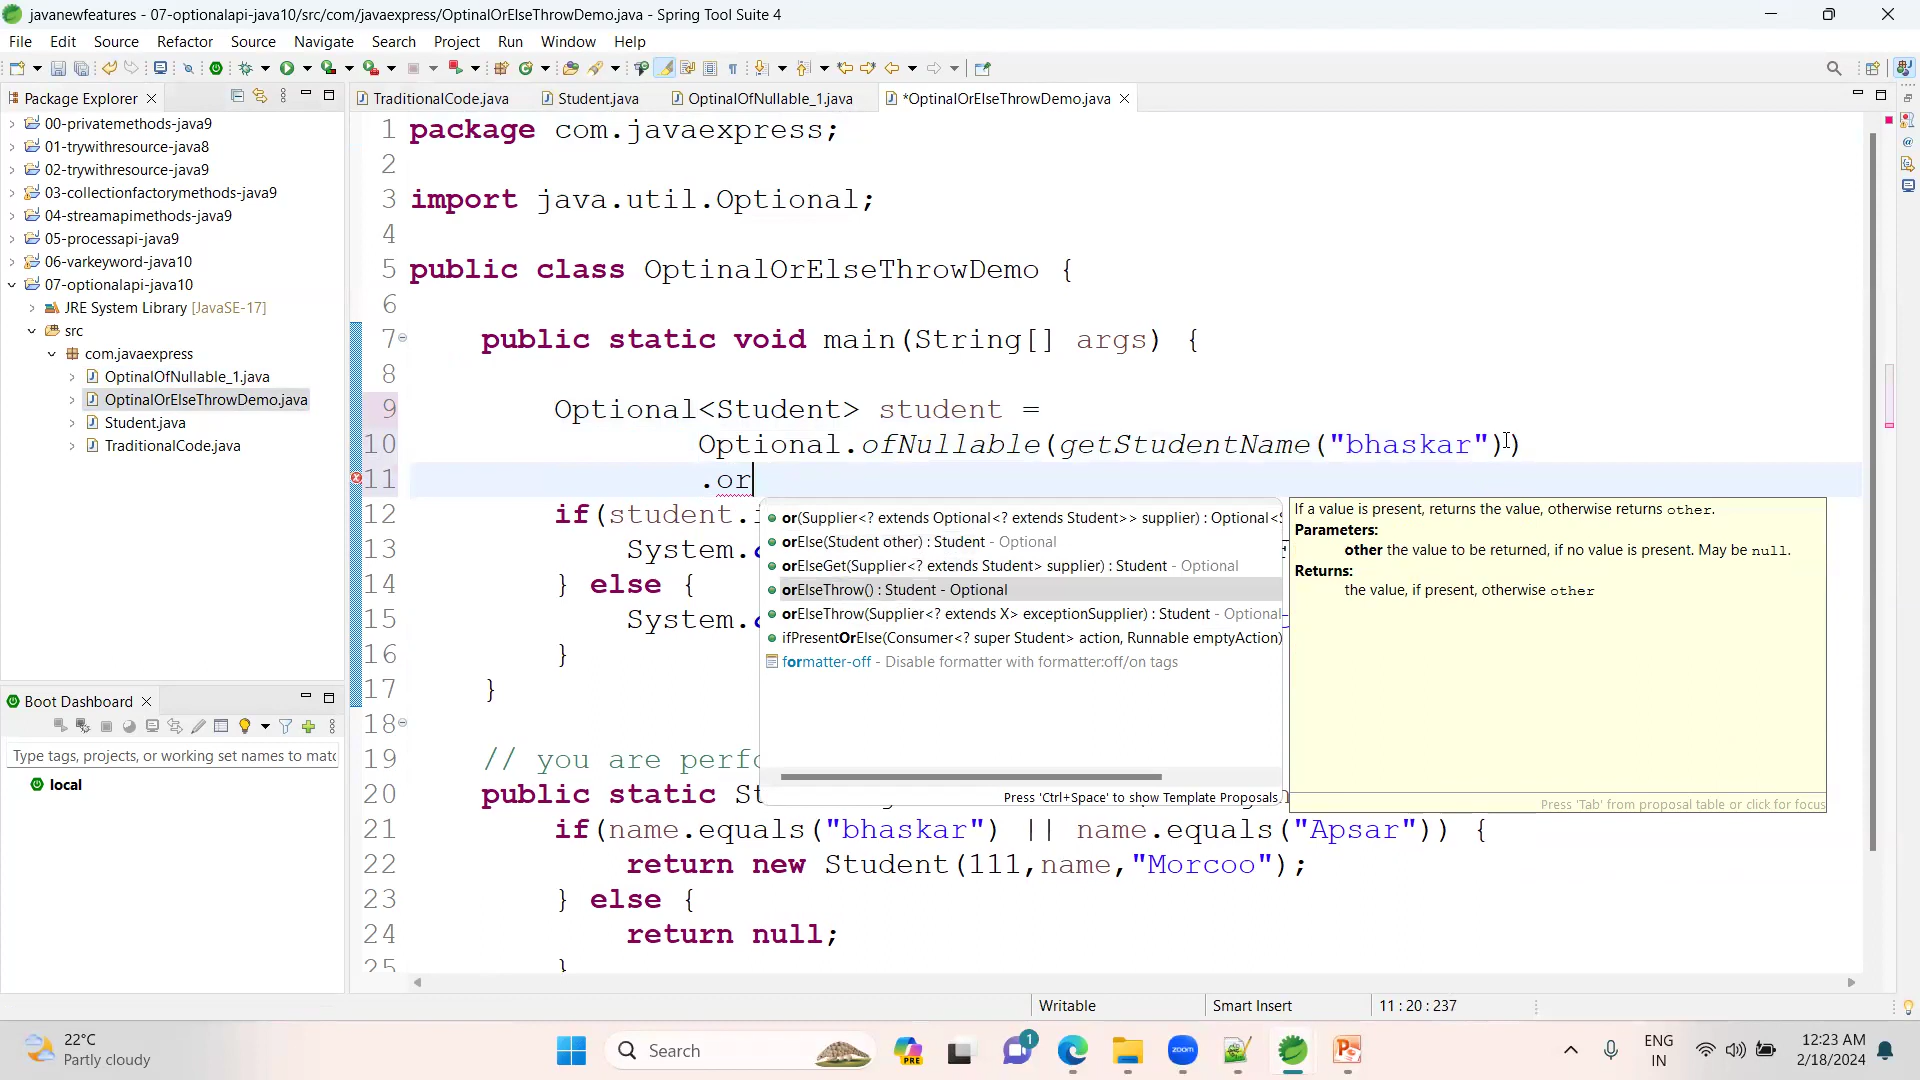 javanewfeatures - 07-optionalapi-java10/src/com/javaexpress/OptinalOrElseThrowDemo.java - Spring Tool Suite 4
File Edit Source Refactor Source Navigate Search Project Run Window Help
Package Explorer
TraditionalCode.java Student.java OptinalOfNullable_1.java *OptinalOrElseThrowDemo.java
00-privatemethods-java9
01-trywithresource-java8
02-trywithresource-java9
03-collectionfactorymethods-java9
04-streamapimethods-java9
05-processapi-java9
06-varkeyword-java10
07-optionalapi-java10
JRE System Library [JavaSE-17]
src
com.javaexpress
OptinalOfNullable_1.java
OptinalOrElseThrowDemo.java
Student.java
TraditionalCode.java
Boot Dashboard
Type tags, projects, or working set names to matc
local
1 package com.javaexpress;
2
3 import java.util.Optional;
4
5 public class OptinalOrElseThrowDemo {
6
7 public static void main(String[] args) {
8
9 Optional<Student> student =
10 Optional.ofNullable(getStudentName("bhaskar"))
11 .or
12 if(student.
13 System.
14 } else {
15 System.
16 }
17 }
18
19 // you are perf
20 public static St
21 if(name.equals("bhaskar") || name.equals("Apsar")) {
22 return new Student(111,name,"Morcoo");
23 } else {
24 return null;
25 }
or(Supplier<? extends Optional<? extends Student>> supplier) : Optional<S
orElse(Student other) : Student - Optional
orElseGet(Supplier<? extends Student> supplier) : Student - Optional
orElseThrow() : Student - Optional
orElseThrow(Supplier<? extends X> exceptionSupplier) : Student - Optional
ifPresentOrElse(Consumer<? super Student> action, Runnable emptyAction)
formatter-off - Disable formatter with formatter:off/on tags
Press 'Ctrl+Space' to show Template Proposals
If a value is present, returns the value, otherwise returns other.
Parameters:
other the value to be returned, if no value is present. May be null.
Returns:
the value, if present, otherwise other
Press 'Tab' from proposal table or click for focus
Writable Smart Insert 11 : 20 : 237
22°C
Partly cloudy
Search
PRE
1
zoom
ENG
IN
12:23 AM
2/18/2024